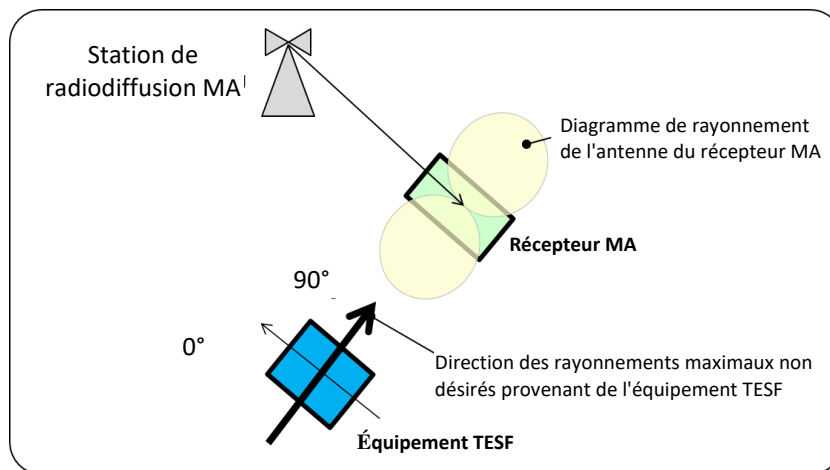 Station de
radiodiffusion MA
Diagramme de rayonnement
de l'antenne du récepteur MA
Récepteur MA
90°
0°
Direction des rayonnements maximaux non
désirés provenant de l'équipement TESF
Équipement TESF